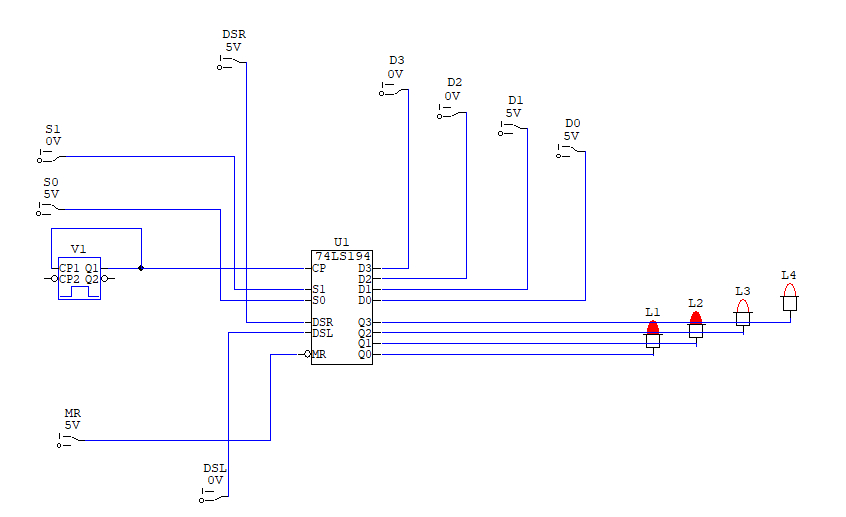 DSR
5V
D3
0V
D2
0V
D1
5V
D0
5V
S1
0V
S0
5V
V1
CP1 Q1
CP2 Q2
U1
74LS194
CP D3
D2
S1 D1
S0 D0
DSR Q3
DSL Q2
Q1
MR Q0
L1
L2
L3
L4
MR
5V
DSL
0V